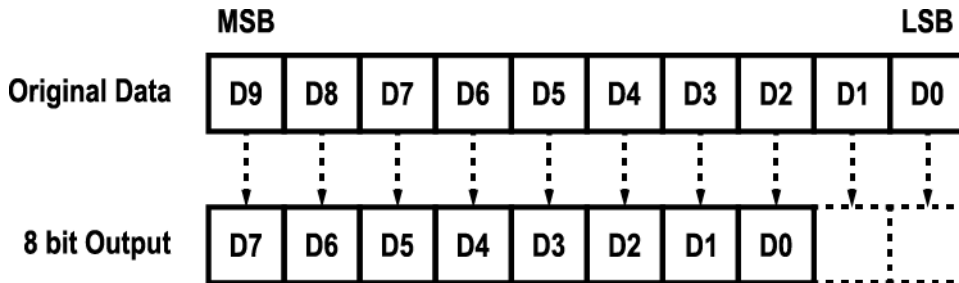 MSB LSB
Original Data D9 D8 D7 D6 D5 D4 D3 D2 D1 D0
8 bit Output D7 D6 D5 D4 D3 D2 D1 D0